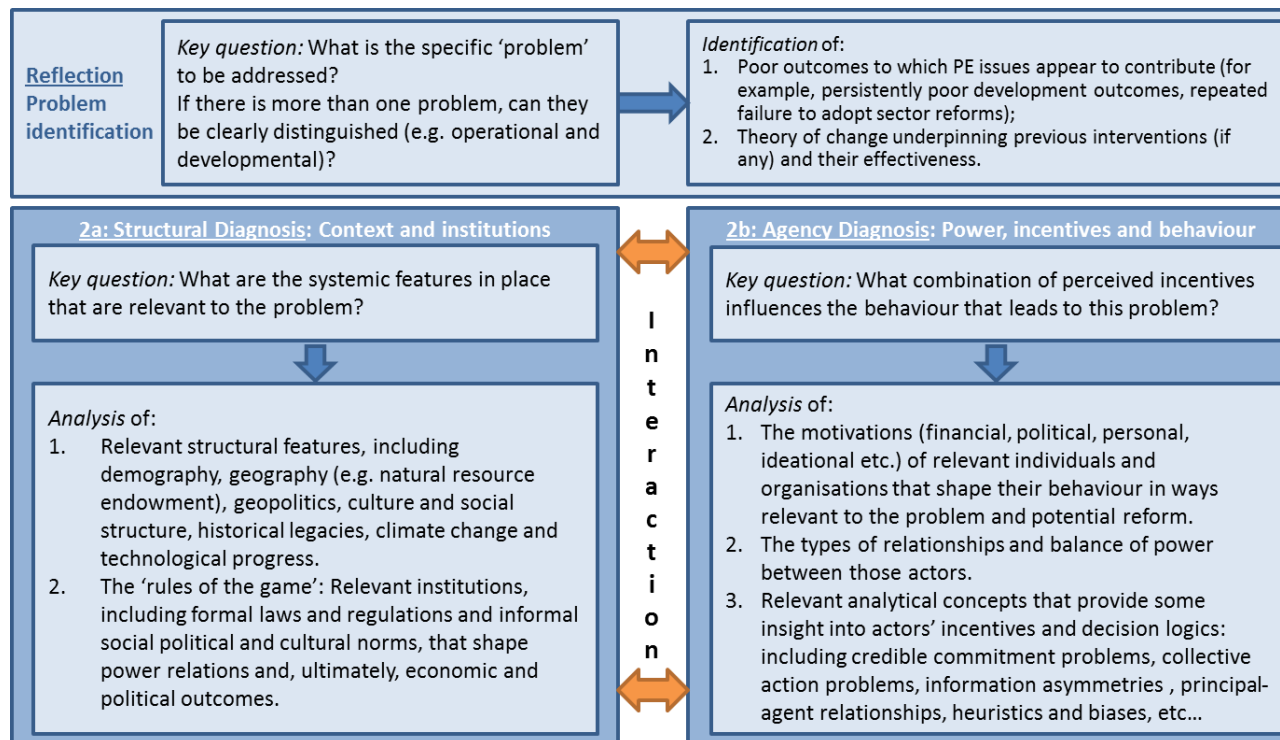 Reflection
Problem
identification
Key question: What is the specific ‘problem’
to be addressed?
If there is more than one problem, can they
be clearly distinguished (e.g. operational and
developmental)?
Identification of:
1. Poor outcomes to which PE issues appear to contribute (for
example, persistently poor development outcomes, repeated
failure to adopt sector reforms);
2. Theory of change underpinning previous interventions (if
any) and their effectiveness.
2a: Structural Diagnosis: Context and institutions
Key question: What are the systemic features in place
that are relevant to the problem?
Analysis of:
1. Relevant structural features, including
demography, geography (e.g. natural resource
endowment), geopolitics, culture and social
structure, historical legacies, climate change and
technological progress.
2. The ‘rules of the game’: Relevant institutions,
including formal laws and regulations and informal
social political and cultural norms, that shape
power relations and, ultimately, economic and
political outcomes.
Interaction
2b: Agency Diagnosis: Power, incentives and behaviour
Key question: What combination of perceived incentives
influences the behaviour that leads to this problem?
Analysis of:
1. The motivations (financial, political, personal,
ideational etc.) of relevant individuals and
organisations that shape their behaviour in ways
relevant to the problem and potential reform.
2. The types of relationships and balance of power
between those actors.
3. Relevant analytical concepts that provide some
insight into actors’ incentives and decision logics:
including credible commitment problems, collective
action problems, information asymmetries , principal-
agent relationships, heuristics and biases, etc…